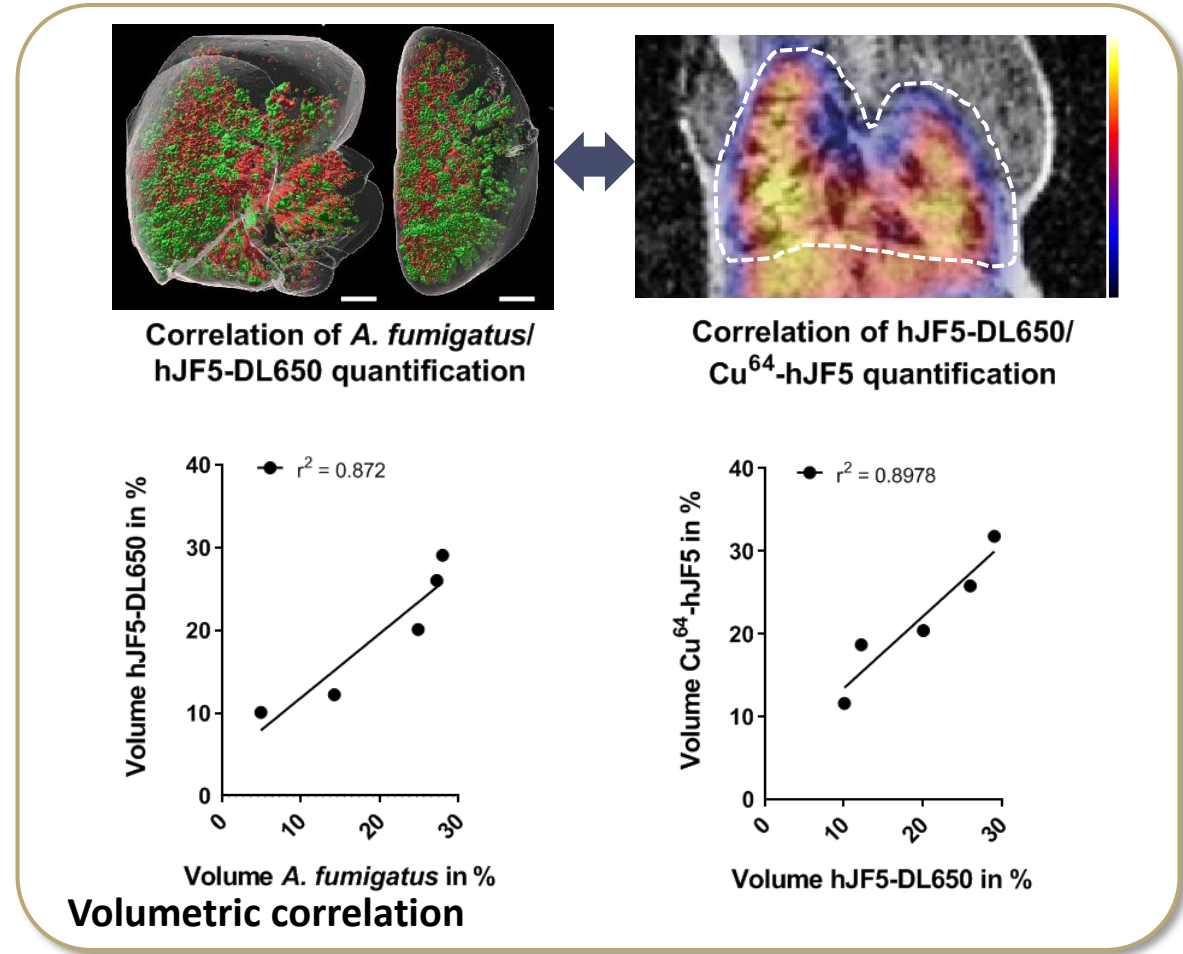 Correlation of A. fumigatus/
hJF5-DL650 quantification
Correlation of hJF5-DL650/
Cu⁶⁴-hJF5 quantification
Volume hJF5-DL650 in %
40
30
20
10
0
r² = 0.872
0
10
20
30
Volume A. fumigatus in %
Volume Cu⁶⁴-hJF5 in %
40
30
20
10
0
r² = 0.8978
0
10
20
30
Volume hJF5-DL650 in %
Volumetric correlation